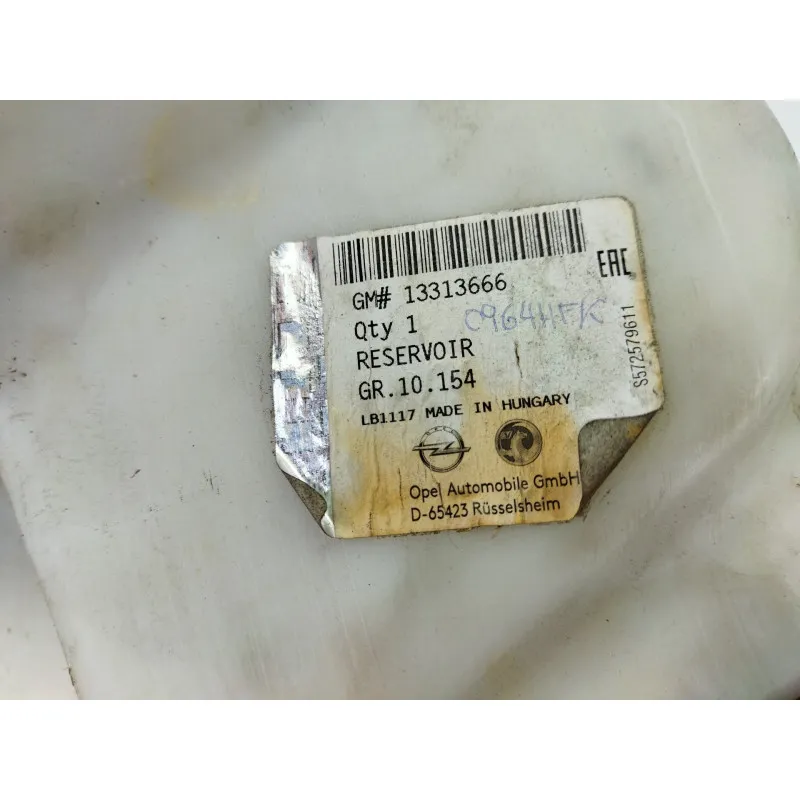 GM# 13313666
EAC
Qty 1
RESERVOIR
GR.10.154
LB1117 MADE IN HUNGARY
Opel Automobile GmbH
D-65423 Rüsselsheim
S572579611